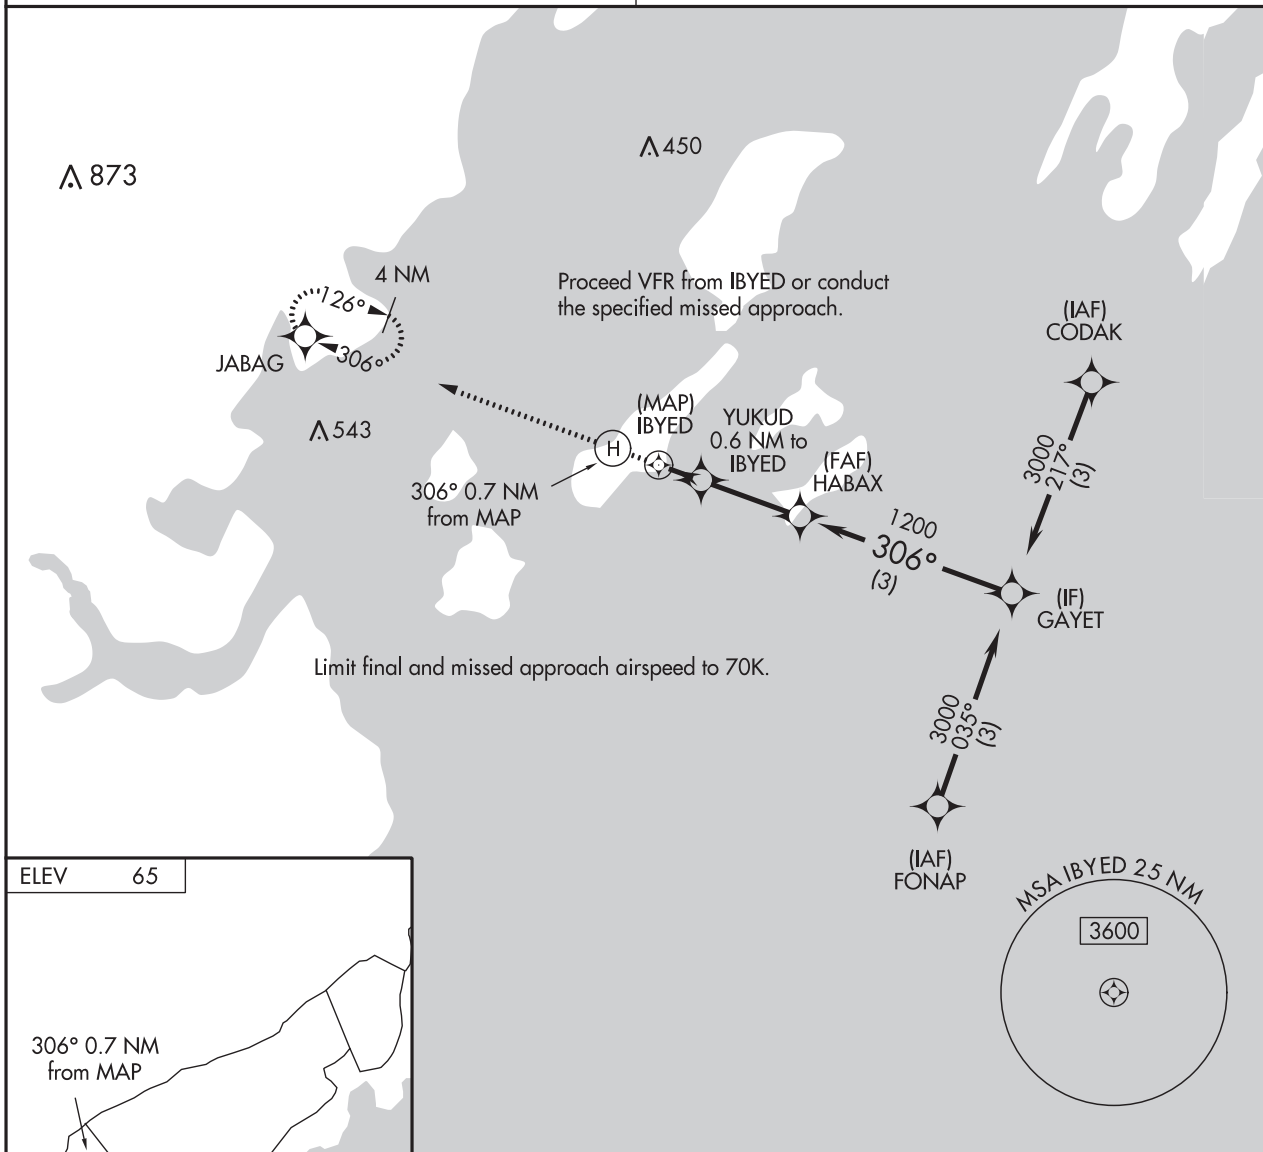 873
450
4 NM
126°
306°
JABAG
543
Proceed VFR from IBYED or conduct
the specified missed approach.
(IAF)
CODAK
3000
217°
(3)
(MAP)
IBYED
YUKUD
0.6 NM to
IBYED
(FAF)
HABAX
H
306° 0.7 NM
from MAP
1200
306°
(3)
(IF)
GAYET
Limit final and missed approach airspeed to 70K.
3000
035°
(3)
(IAF)
FONAP
MSA IBYED 25 NM
3600
ELEV 65
306° 0.7 NM
from MAP